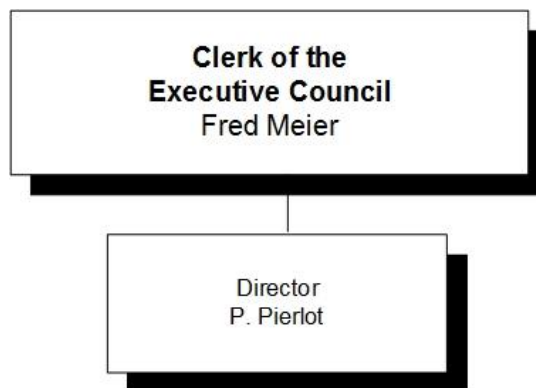 Clerk of the
Executive Council
Fred Meier
Director
P. Pierlot